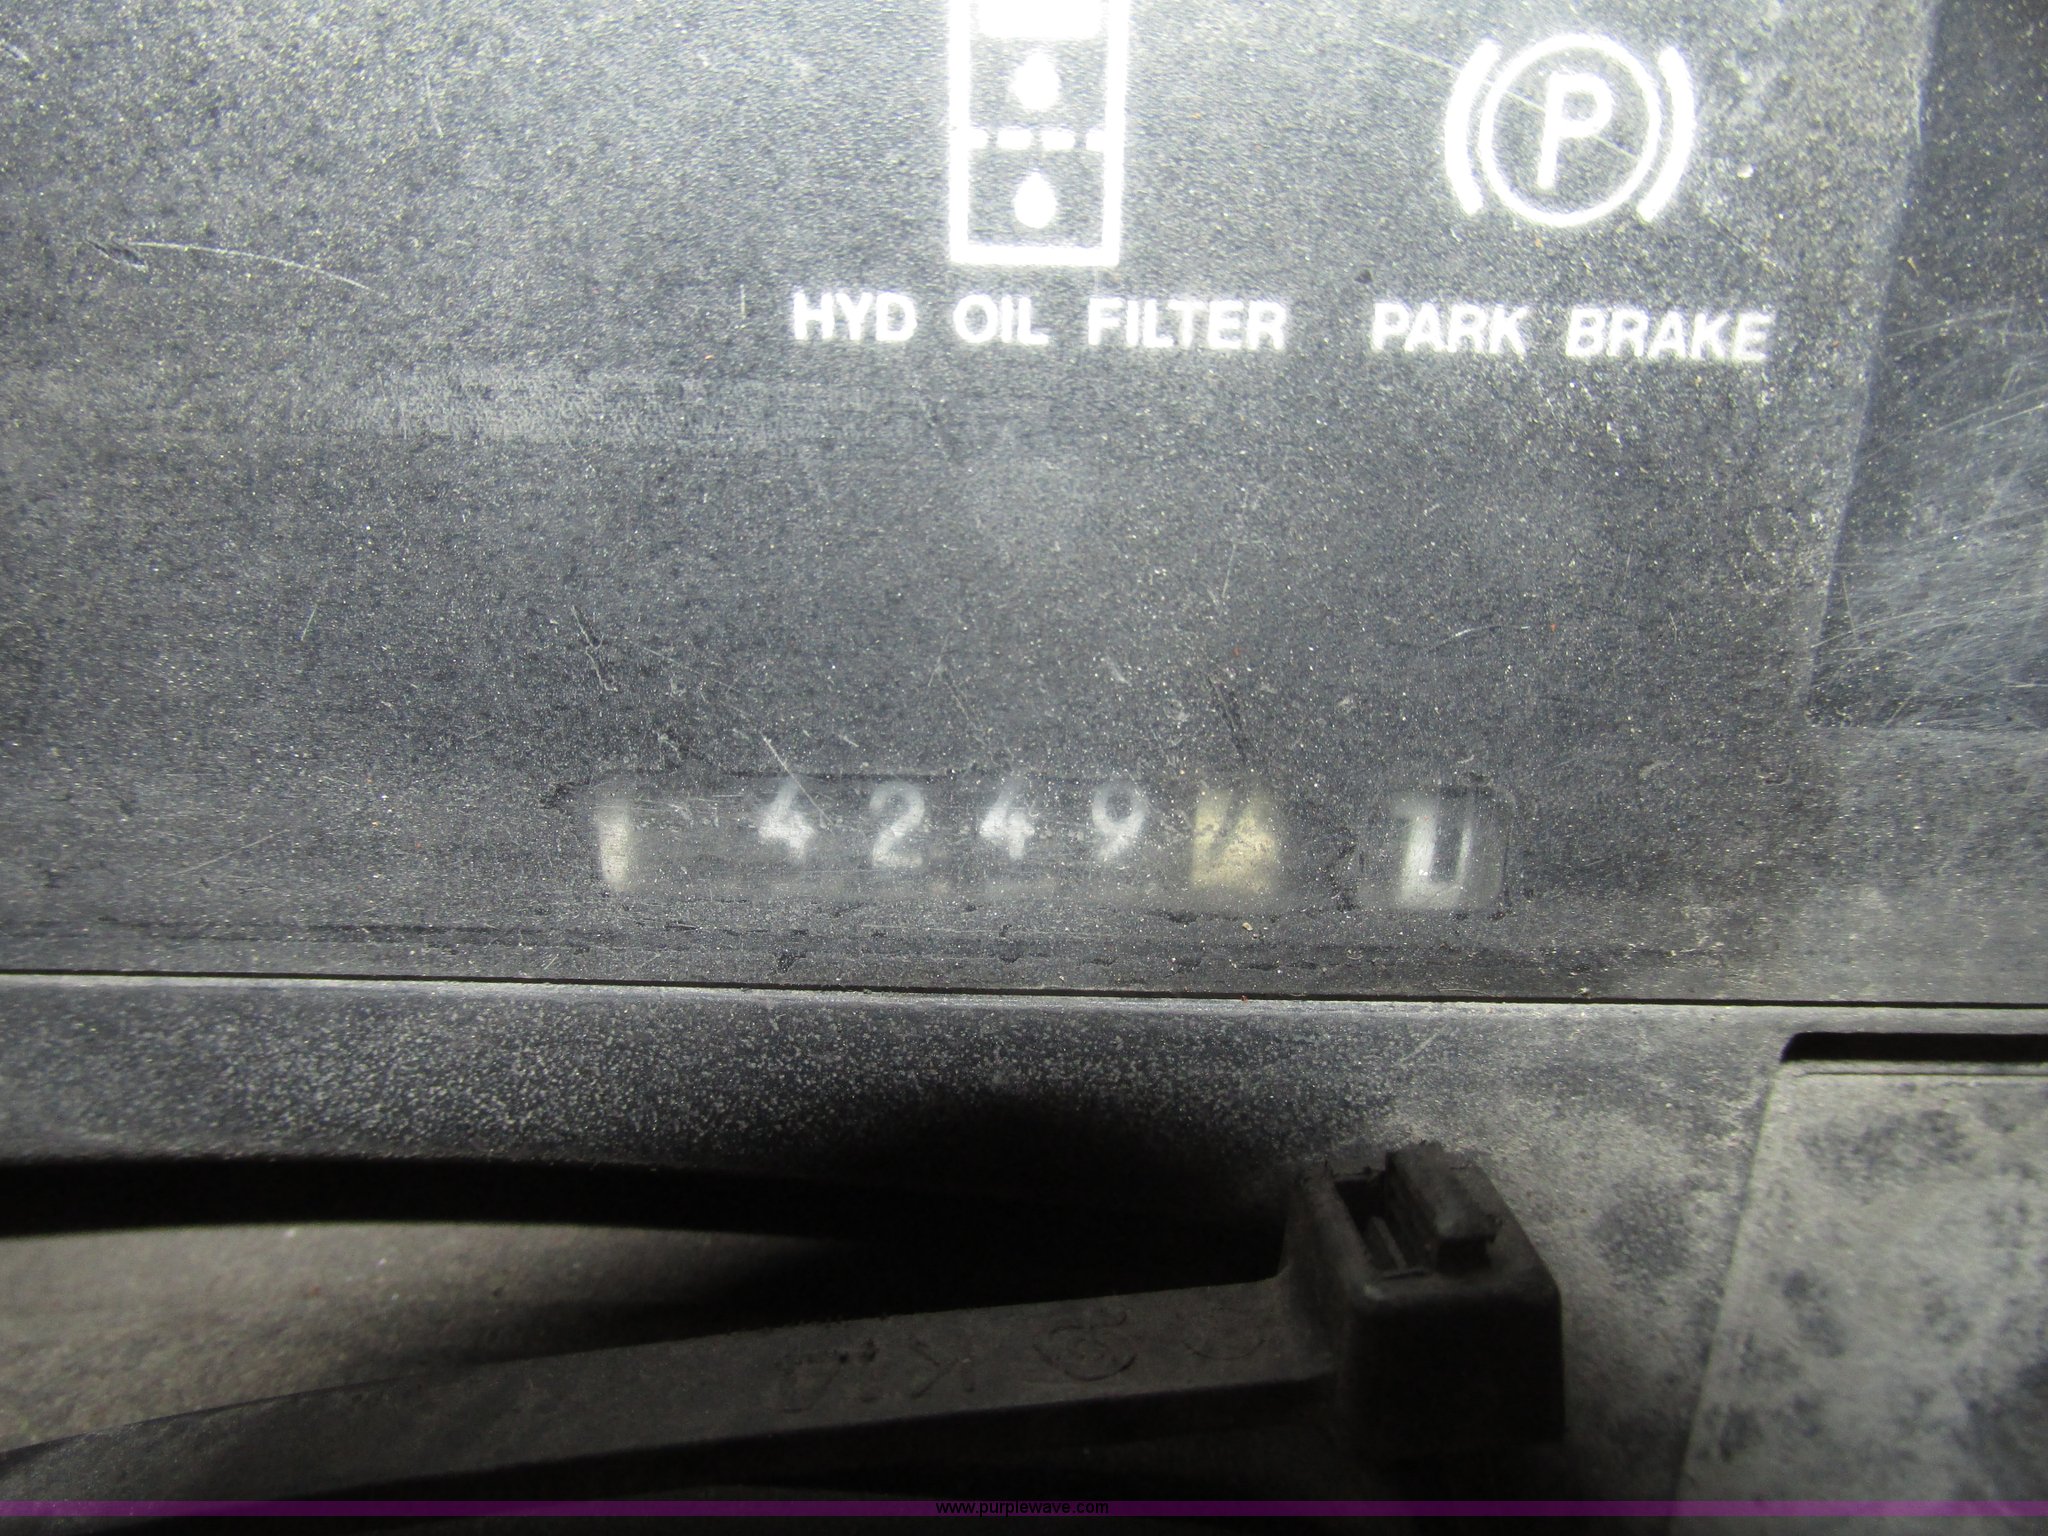 P
HYD OIL FILTER PARK BRAKE
4249
www.purplewave.com